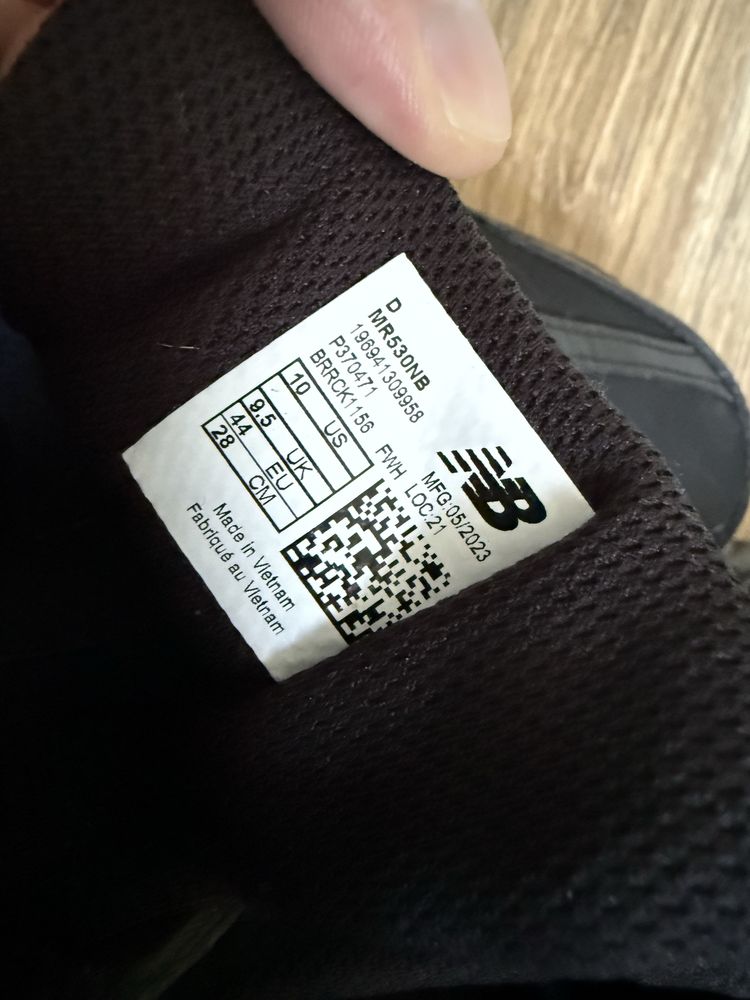 D
MR530NB
196941309958
P370471
BRRCK1156 FWH
MFG:05/2023
LOC:21
NB
10 US
9.5 UK
44 EU
28 CM
Made in Vietnam
Fabriqué au Vietnam